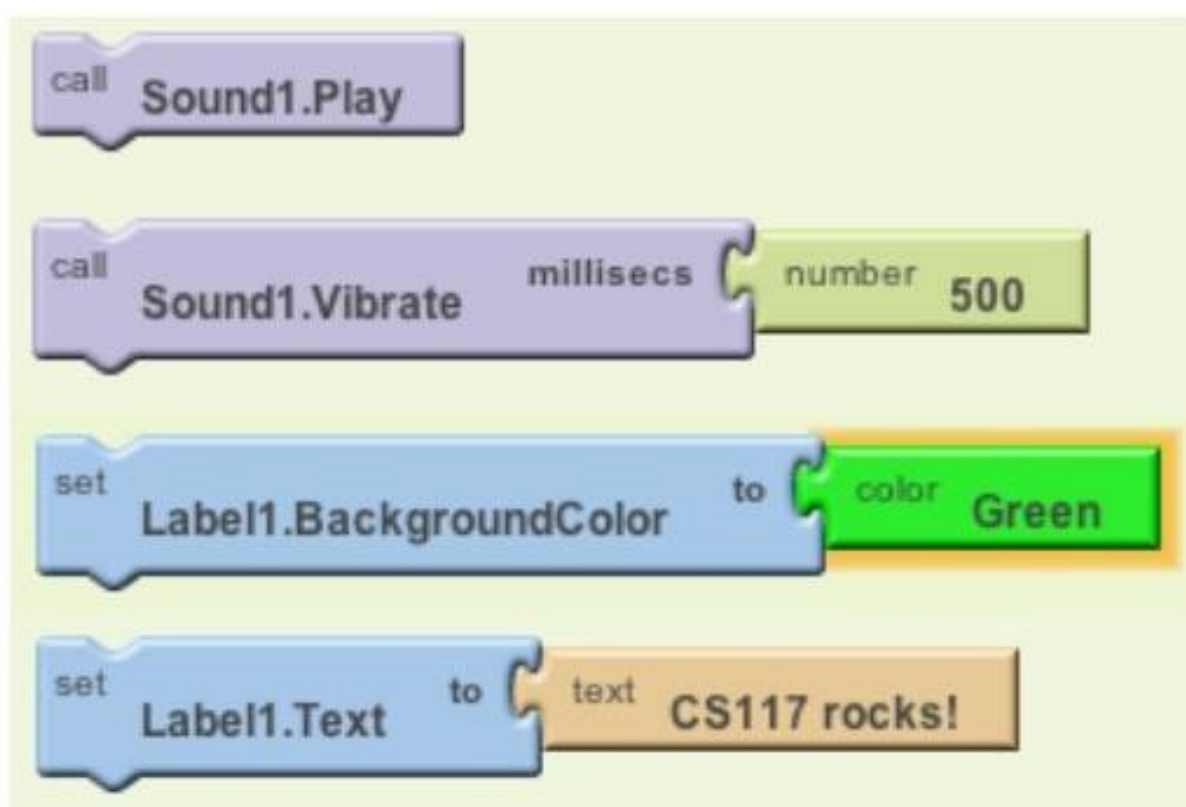 call Sound1.Play
call Sound1.Vibrate millisecs number 500
set Label1.BackgroundColor to color Green
set Label1.Text to text CS117 rocks!